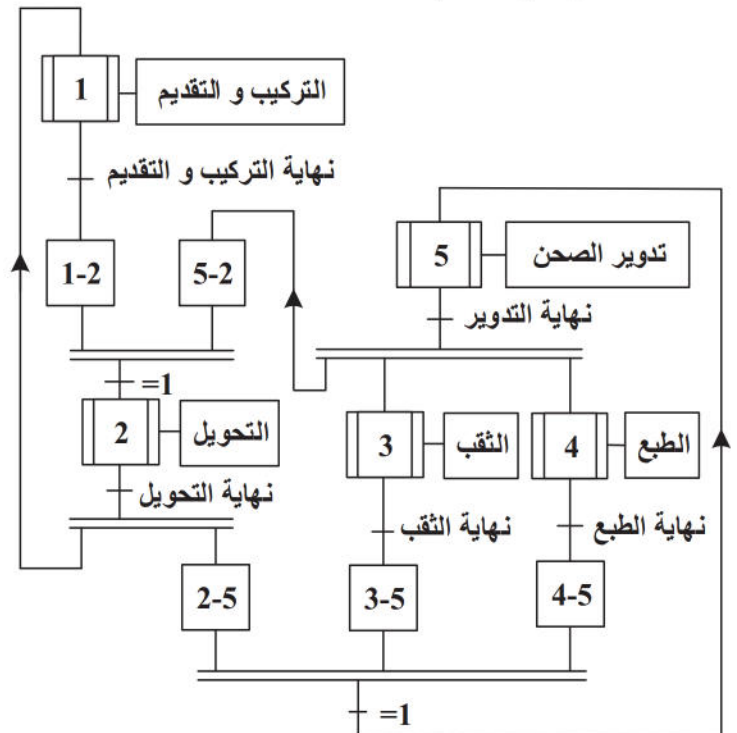 1
التركيب و التقديم
نهاية التركيب و التقديم
1-2
5-2
5
تدوير الصحن
نهاية التدوير
=1
2
التحويل
نهاية التحويل
3
الثقب
نهاية الثقب
4
الطبع
نهاية الطبع
2-5
3-5
4-5
=1